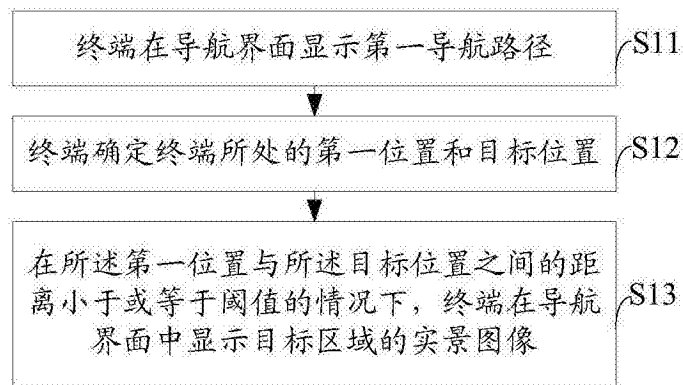 终端在导航界面显示第一导航路径
S11
终端确定终端所处的第一位置和目标位置
S12
在所述第一位置与所述目标位置之间的距
离小于或等于阈值的情况下，终端在导航
界面中显示目标区域的实景图像
S13